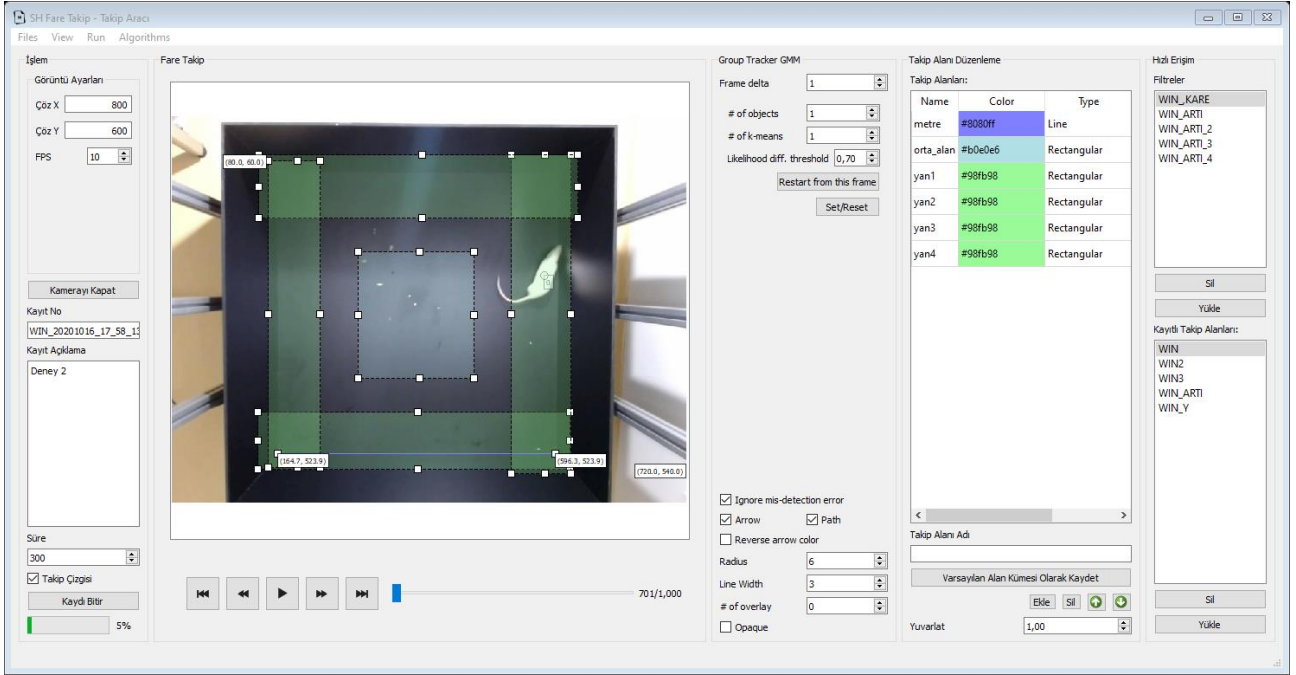 SH Fare Takip - Takip Aracı
Files View Run Algorithms
İşlem
Görüntü Ayarları
Çöz X 800
Çöz Y 600
FPS 10
Kamerayı Kapat
Kayıt No
WIN_20201016_17_58_13
Kayıt Açıklama
Deney 2
Süre
300
Takip Çizgisi
Kaydı Bitir
5%
Fare Takip
(80.0, 60.0)
0
(164.7, 523.9)
(596.3, 523.9)
(720.0, 540.0)
701/1,000
Group Tracker GMM
Frame delta 1
# of objects 1
# of k-means 1
Likelihood diff. threshold 0,70
Restart from this frame
Set/Reset
Ignore mis-detection error
Arrow Path
Reverse arrow color
Radius 6
Line Width 3
# of overlay 0
Opaque
Takip Alanı Düzenleme
Takip Alanları:
Name Color Type
metre #8080ff Line
orta_alan #b0e0e6 Rectangular
yan1 #98fb98 Rectangular
yan2 #98fb98 Rectangular
yan3 #98fb98 Rectangular
yan4 #98fb98 Rectangular
Takip Alanı Adı
Varsayılan Alan Kümesi Olarak Kaydet
Ekle Sil
Yuvarlat 1,00
Hızlı Erişim
Filtreler
WIN_KARE
WIN_ARTI
WIN_ARTI_2
WIN_ARTI_3
WIN_ARTI_4
Sil
Yükle
Kayıtlı Takip Alanları:
WIN
WIN2
WIN3
WIN_ARTI
WIN_Y
Sil
Yükle